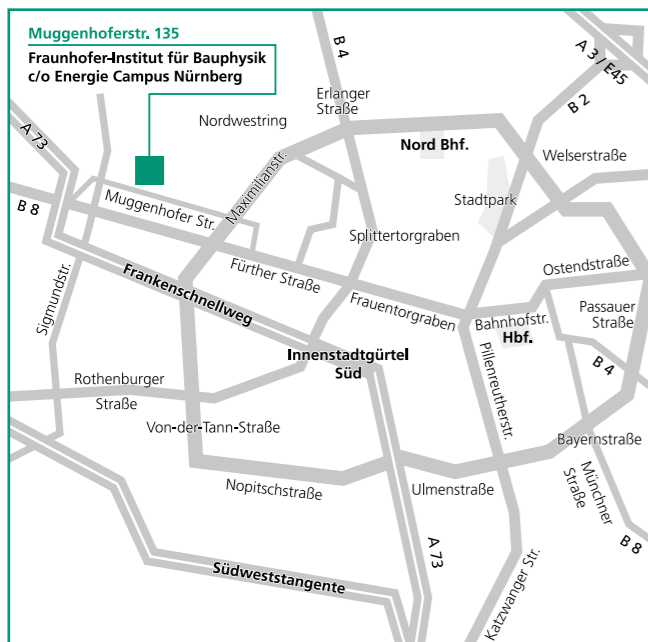 Muggenhoferstr. 135
Fraunhofer-Institut für Bauphysik
c/o Energie Campus Nürnberg
B 4
A 3 / E45
B 2
Erlanger
Straße
Nordwestring
A 73
Nord Bhf.
Welserstraße
Maximilianstr.
Stadtpark
Muggenhofer Str.
B 8
Splittertorgraben
Sigmundstr.
Frankenschnellweg
Fürther Straße
Ostendstraße
Frauentorgraben
Bahnhofstr.
Hbf.
Passauer
Straße
Innenstadtgürtel
Süd
Pillenreutherstr.
B 4
Rothenburger
Straße
Von-der-Tann-Straße
Bayernstraße
Nopitschstraße
Ulmenstraße
Münchner
Straße
B 8
A 73
Südweststangente
Katzwanger Str.